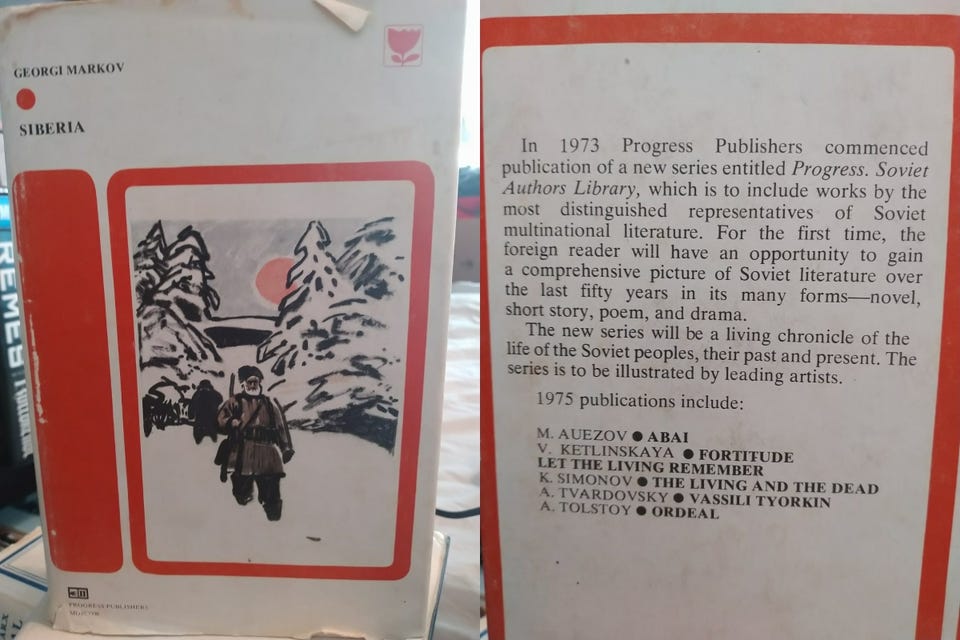 GEORGI MARKOV
SIBERIA
PROGRESS PUBLISHERS
MOSCOW
In 1973 Progress Publishers commenced
publication of a new series entitled Progress. Soviet
Authors Library, which is to include works by the
most distinguished representatives of Soviet
multinational literature. For the first time, the
foreign reader will have an opportunity to gain
a comprehensive picture of Soviet literature over
the last fifty years in its many forms—novel,
short story, poem, and drama.
The new series will be a living chronicle of the
life of the Soviet peoples, their past and present. The
series is to be illustrated by leading artists.
1975 publications include:
M. AUEZOV ● ABAI
V. KETLINSKAYA ● FORTITUDE
LET THE LIVING REMEMBER
K. SIMONOV ● THE LIVING AND THE DEAD
A. TVARDOVSKY ● VASSILI TYORKIN
A. TOLSTOY ● ORDEAL